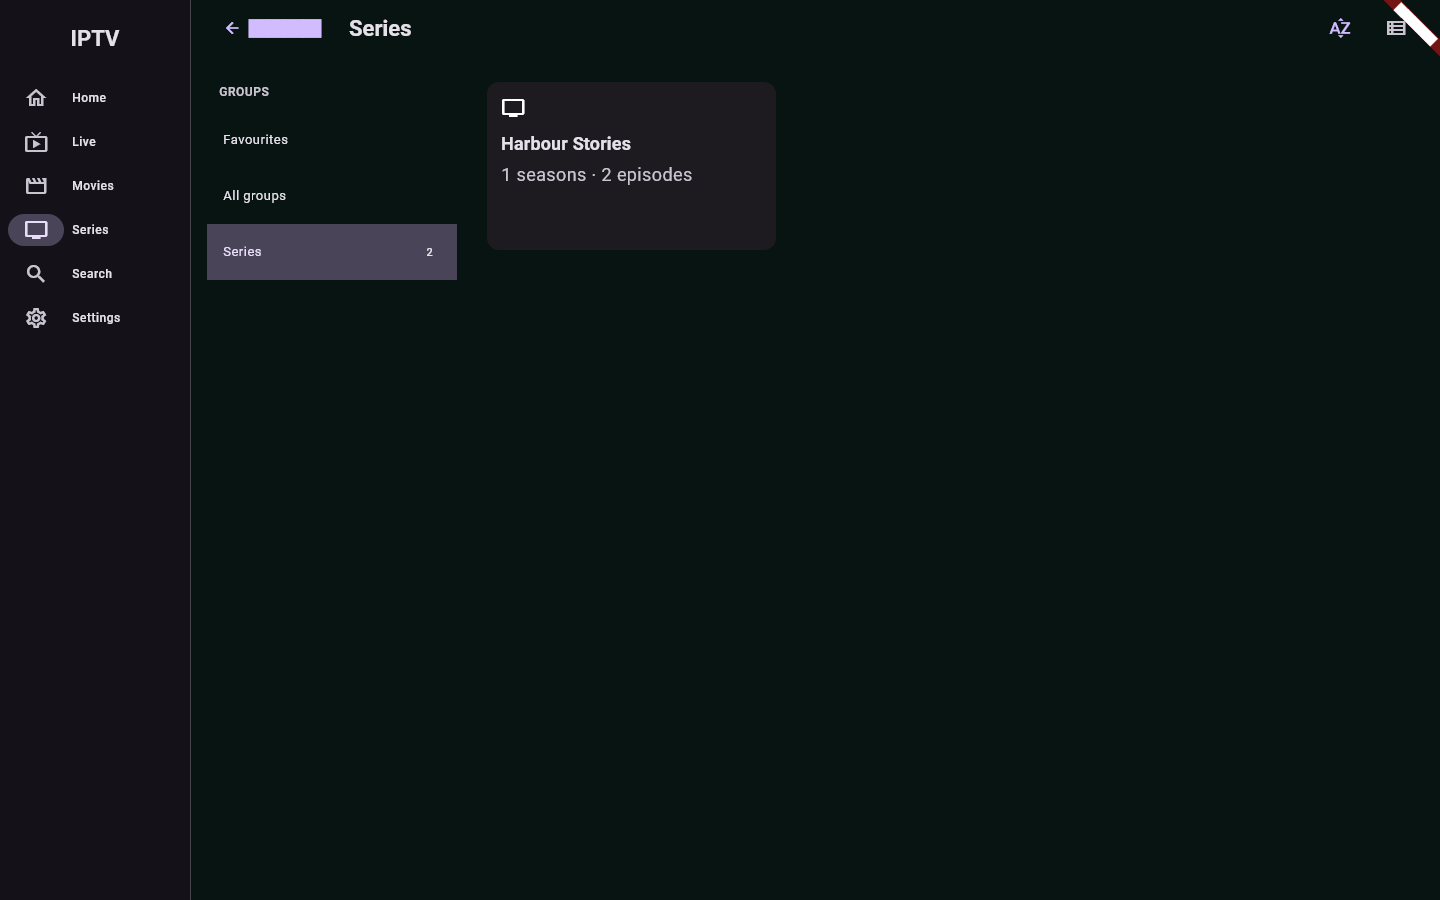 IPTV
Home
Live
Movies
Series
Search
Settings
Series
AZ
GROUPS
Favourites
All groups
Series 2
Harbour Stories
1 seasons · 2 episodes